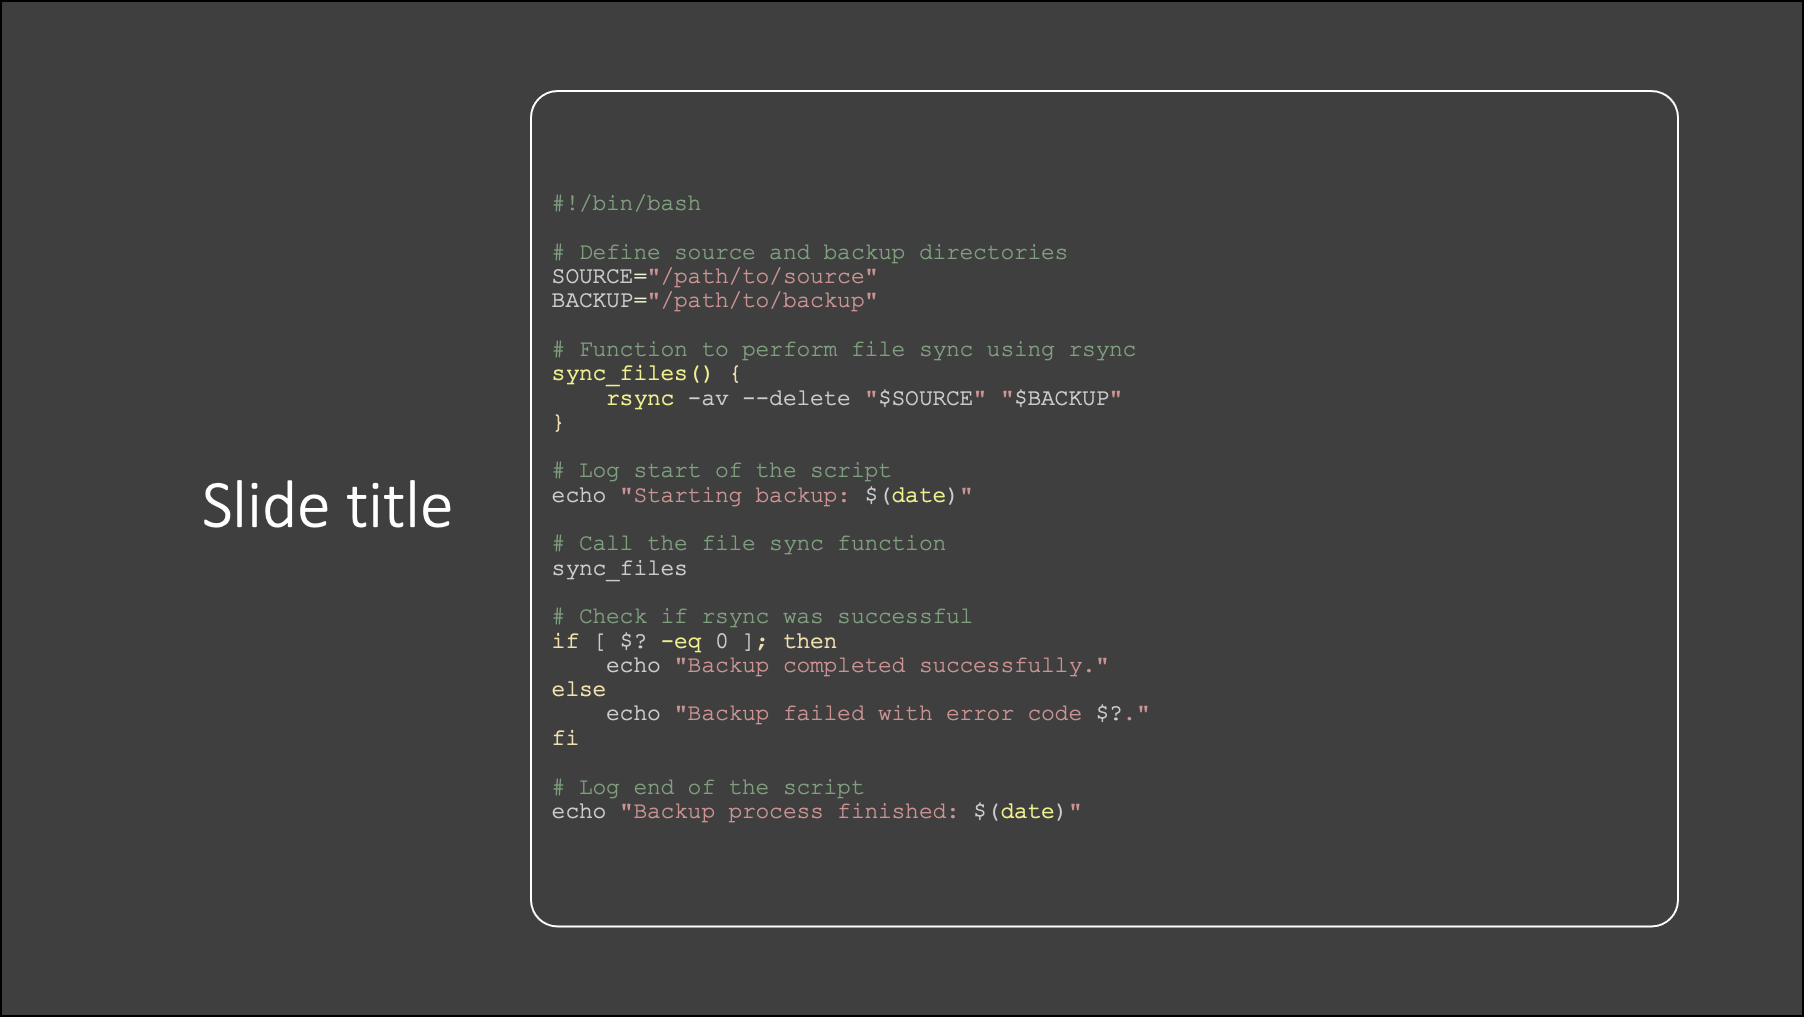 Slide title
#!/bin/bash

# Define source and backup directories
SOURCE="/path/to/source"
BACKUP="/path/to/backup"

# Function to perform file sync using rsync
sync_files() {
    rsync -av --delete "$SOURCE" "$BACKUP"
}

# Log start of the script
echo "Starting backup: $(date)"

# Call the file sync function
sync_files

# Check if rsync was successful
if [ $? -eq 0 ]; then
    echo "Backup completed successfully."
else
    echo "Backup failed with error code $?."
fi

# Log end of the script
echo "Backup process finished: $(date)"